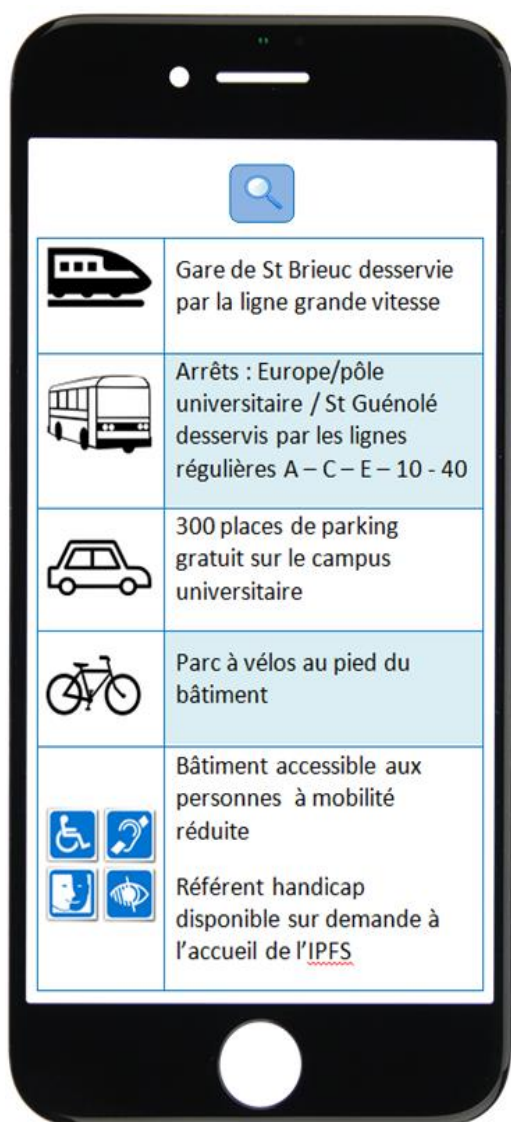 Gare de St Brieuc desservie
par la ligne grande vitesse
Arrêts : Europe/pôle
universitaire / St Guénolé
desservis par les lignes
régulières A – C – E – 10 - 40
300 places de parking
gratuit sur le campus
universitaire
Parc à vélos au pied du
bâtiment
Bâtiment accessible aux
personnes à mobilité
réduite
Référent handicap
disponible sur demande à
l'accueil de l'IPFS